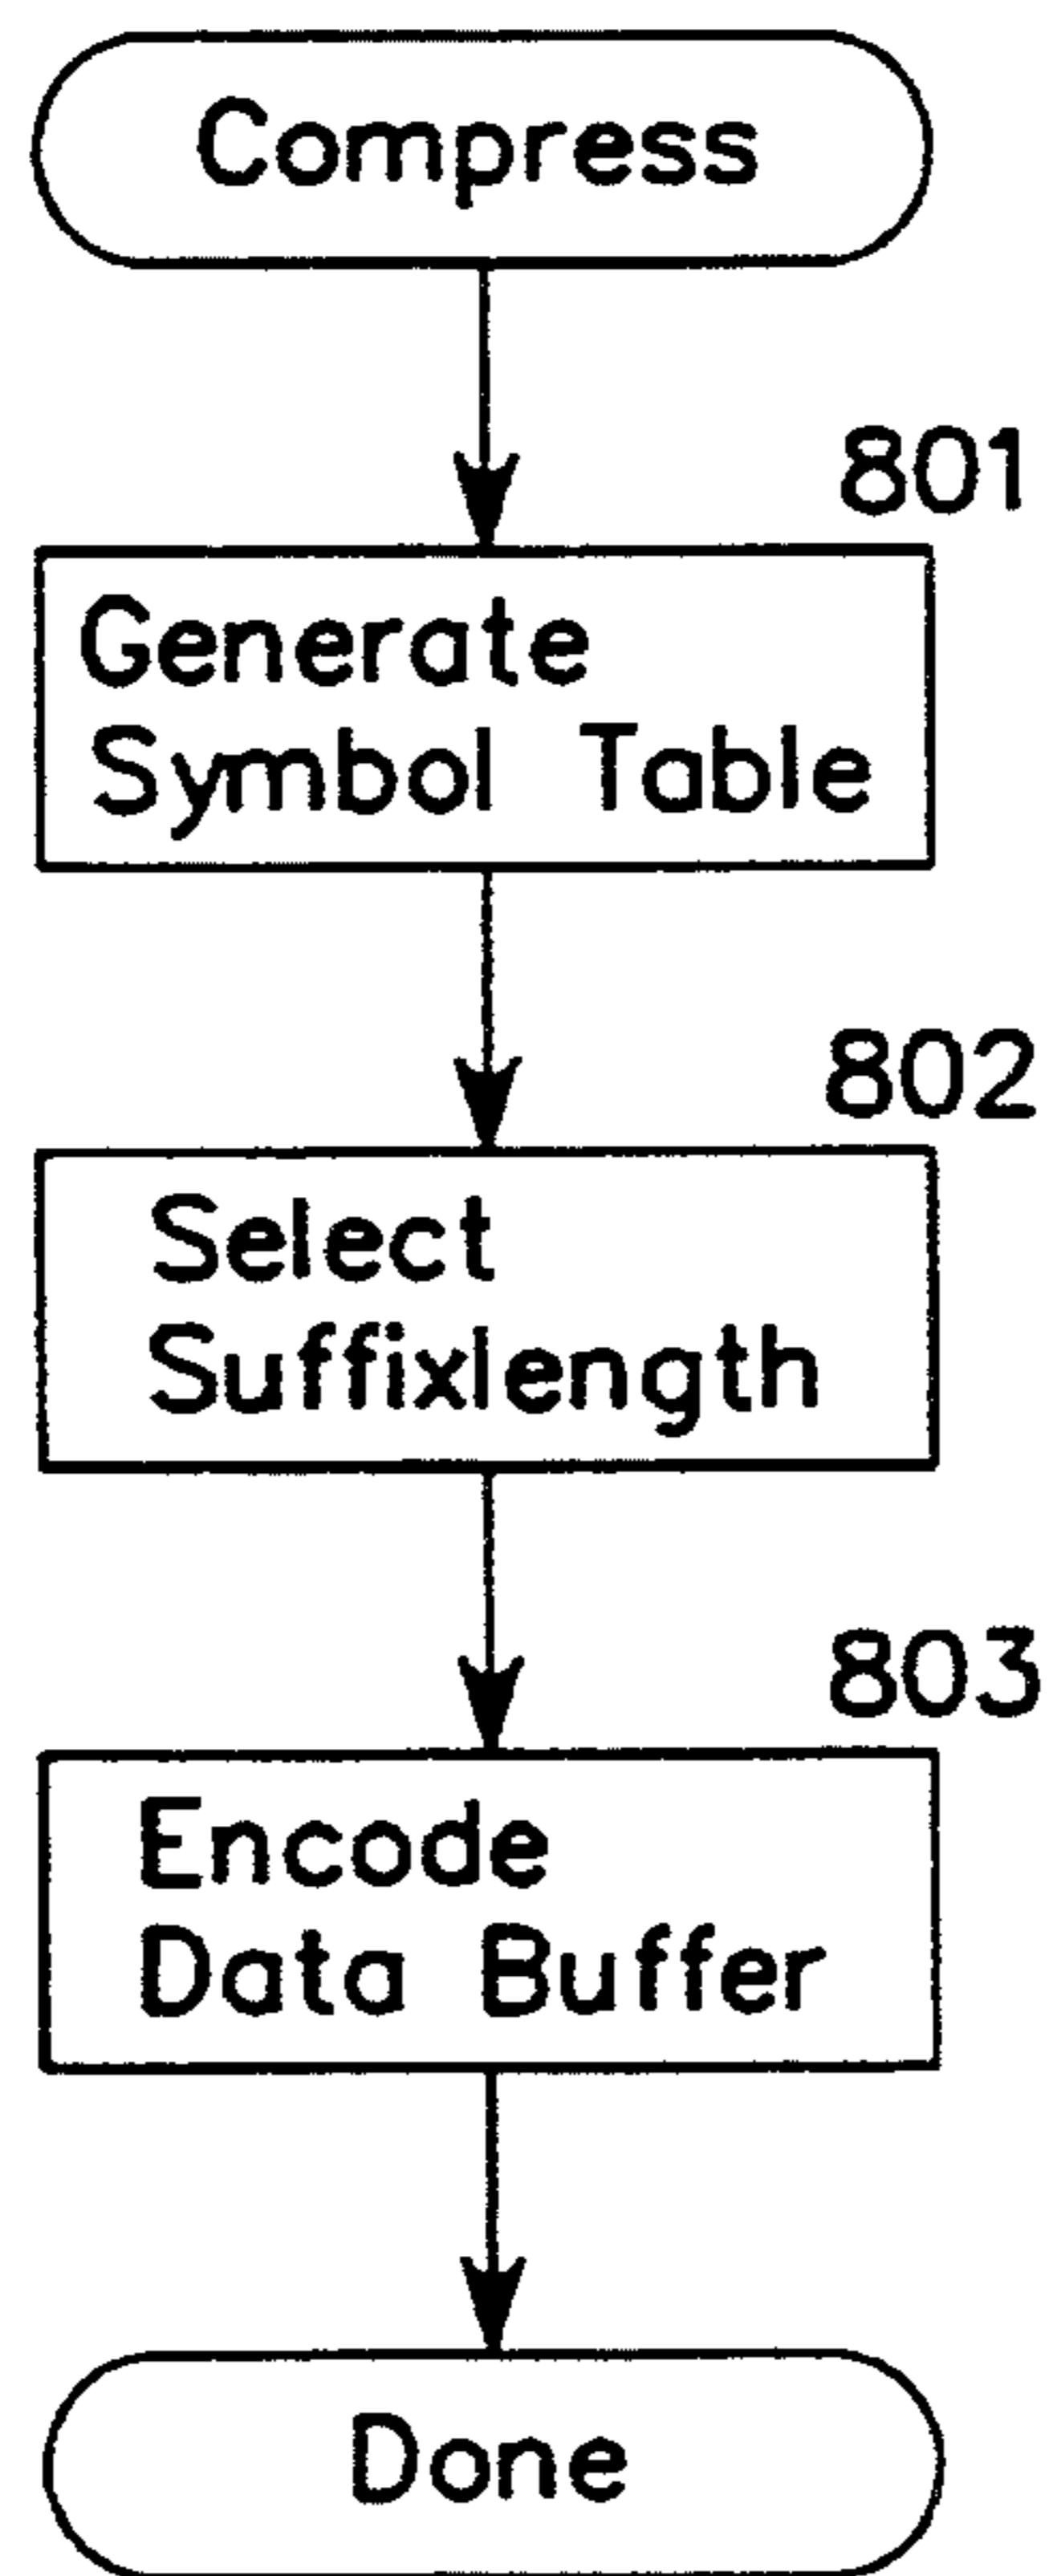 Compress
801
Generate
Symbol Table
802
Select
Suffixlength
803
Encode
Data Buffer
Done